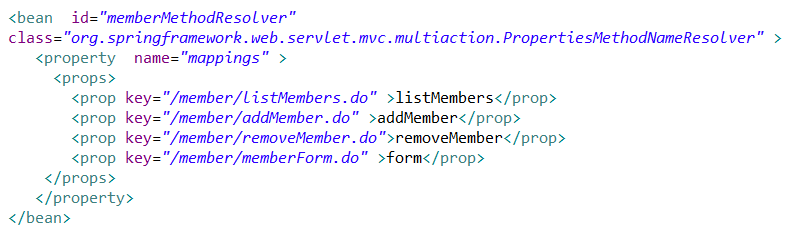 <bean  id="memberMethodResolver"
class="org.springframework.web.servlet.mvc.multiaction.PropertiesMethodNameResolver" >
   <property  name="mappings" >
     <props>
       <prop key="/member/listMembers.do" >listMembers</prop>
       <prop key="/member/addMember.do" >addMember</prop>
       <prop key="/member/removeMember.do">removeMember</prop>
       <prop key="/member/memberForm.do" >form</prop>
    </props>
   </property>
</bean>